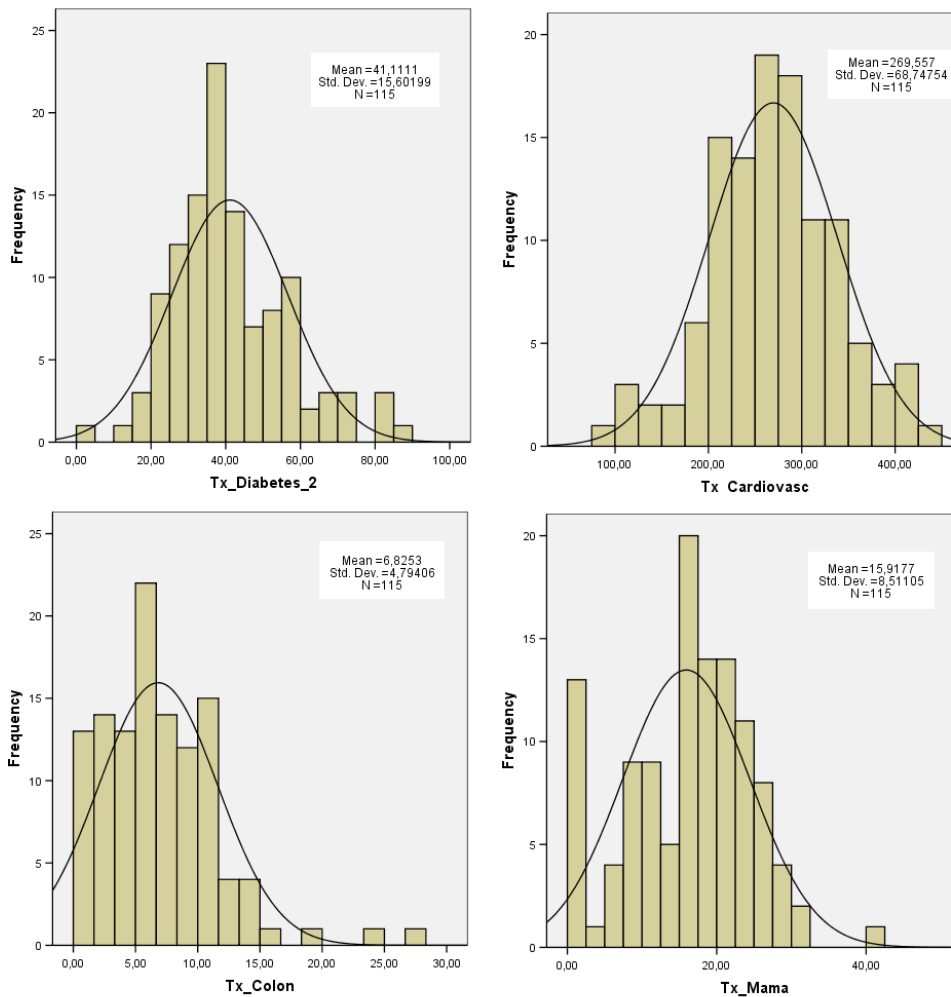 25
20
15
10
5
0
Frequency
Mean =41,1111
Std. Dev. =15,60199
N =115
0,00 20,00 40,00 60,00 80,00 100,00
Tx_Diabetes_2
20
15
10
5
0
Frequency
Mean =269,557
Std. Dev. =68,74754
N =115
100,00 200,00 300,00 400,00
Tx_Cardiovasc
25
20
15
10
5
0
Frequency
Mean =6,8253
Std. Dev. =4,79406
N =115
0,00 5,00 10,00 15,00 20,00 25,00 30,00
Tx_Colon
20
15
10
5
0
Frequency
Mean =15,9177
Std. Dev. =8,51105
N =115
0,00 20,00 40,00
Tx_Mama